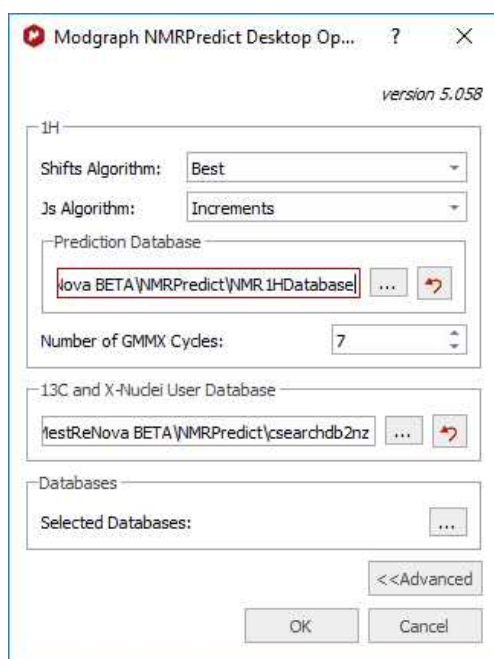 Modgraph NMRPredict Desktop Op... ?
version 5.058
1H
Shifts Algorithm: Best
Js Algorithm: Increments
Prediction Database
Nova BETA\NMRPredict\NMR1HDatabase ...
Number of GMMX Cycles: 7
13C and X-Nuclei User Database
MestReNova BETA\NMRPredict\csearchdb2nz ...
Databases
Selected Databases: ...
<<Advanced
OK Cancel